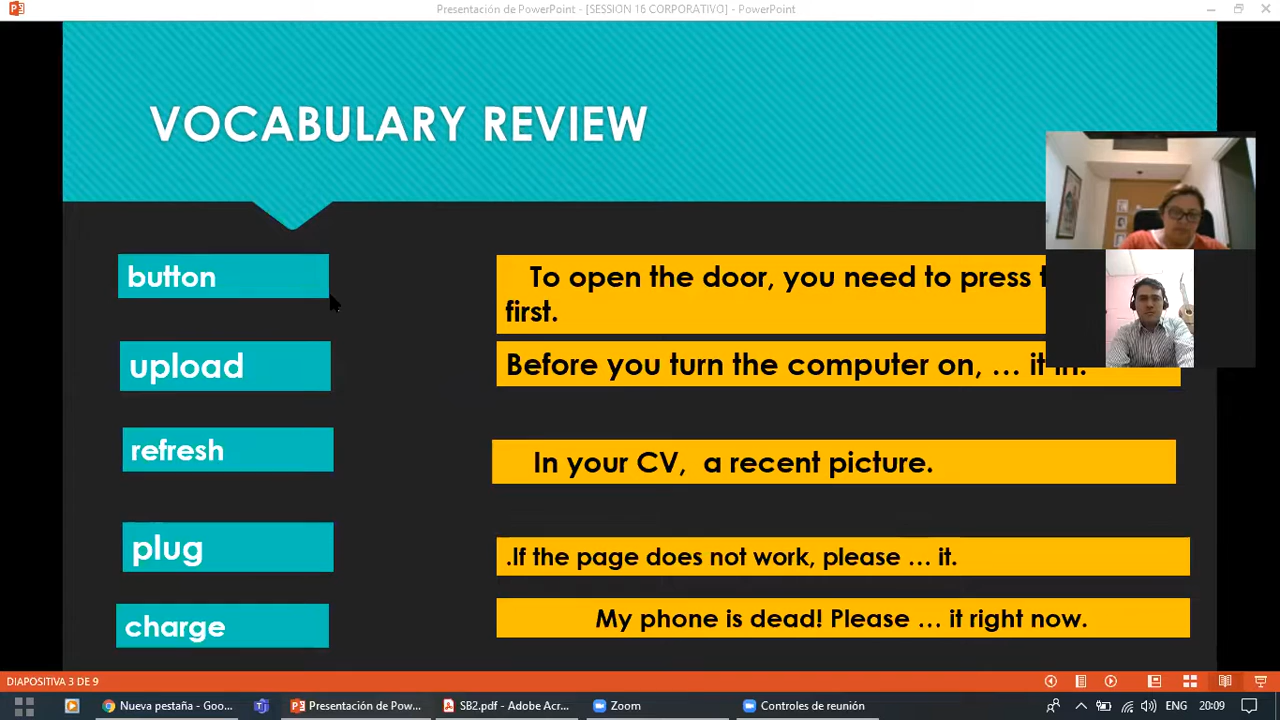 Presentación de PowerPoint - [SESSION 16 CORPORATIVO] - PowerPoint
VOCABULARY REVIEW
button
To open the door, you need to press
first.
upload
Before you turn the computer on, … it in.
refresh
In your CV, a recent picture.
plug
.If the page does not work, please … it.
charge
My phone is dead! Please … it right now.
DIAPOSITIVA 3 DE 9
Nueva pestaña - Goo...
Presentación de Pow...
SB2.pdf - Adobe Acr...
Zoom
Controles de reunión
ENG
20:09